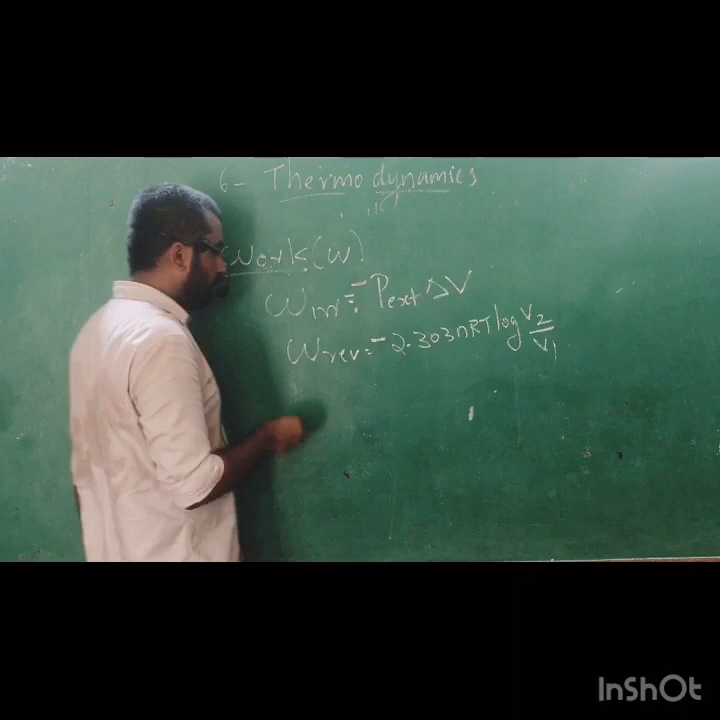 6- Thermodynamics
Work (w)
Wirr = - Pext ΔV
Wrev = - 2.303nRT log V2/V1
InShOt